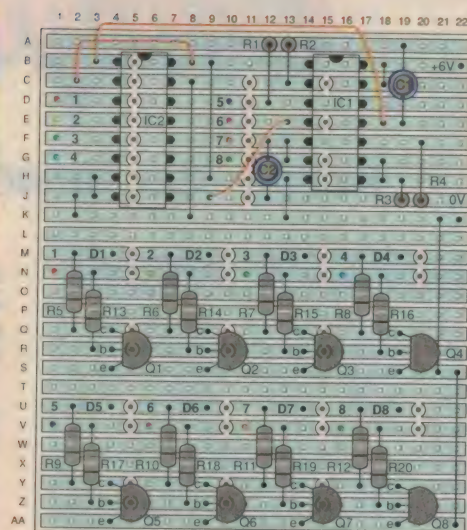 1 2 3 4 5 6 7 8 9 10 11 12 13 14 15 16 17 18 19 20 21 22
A R1 R2
B +6V
C C1
D 1 5 IC1
E 2 IC2 6
F 3 7
G 4 8 C2
H R4
J R3 0V
K
L
M 1 D1 2 D2 3 D3 4 D4
N
O
P R5 R13 R6 R14 R7 R15 R8 R16
Q c c c c
R b b b b Q4
S e Q1 e Q2 e Q3 e
T
U 5 D5 6 D6 7 D7 8 D8
V
W
X R9 R17 R10 R18 R11 R19 R12 R20
Y c c c c
Z b b b b
AA e Q5 e Q6 e Q7 e Q8